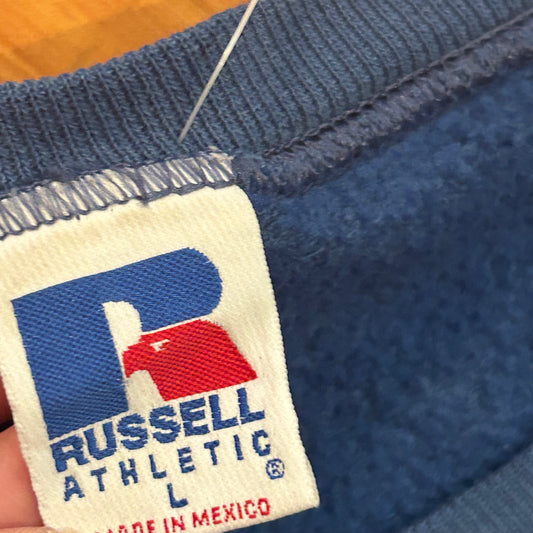 RUSSELL
ATHLETIC ®
L
MADE IN MEXICO